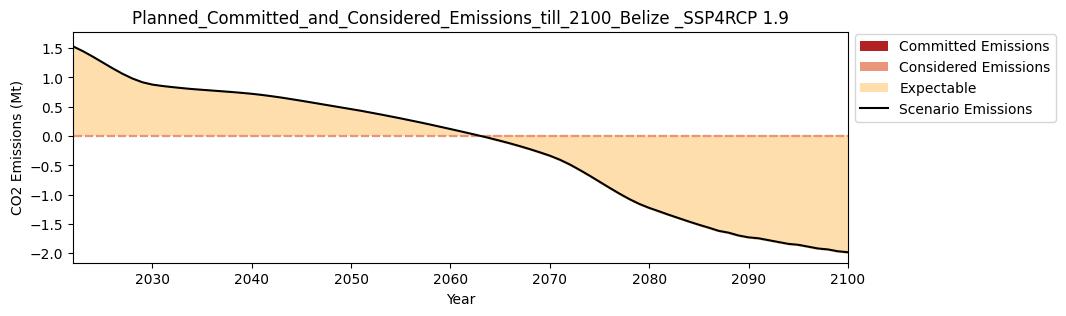 Planned_Committed_and_Considered_Emissions_till_2100_Belize _SSP4RCP 1.9
Committed Emissions
Considered Emissions
Expectable
Scenario Emissions
CO2 Emissions (Mt)
1.5
1.0
0.5
0.0
−0.5
−1.0
−1.5
−2.0
2030 2040 2050 2060 2070 2080 2090 2100
Year